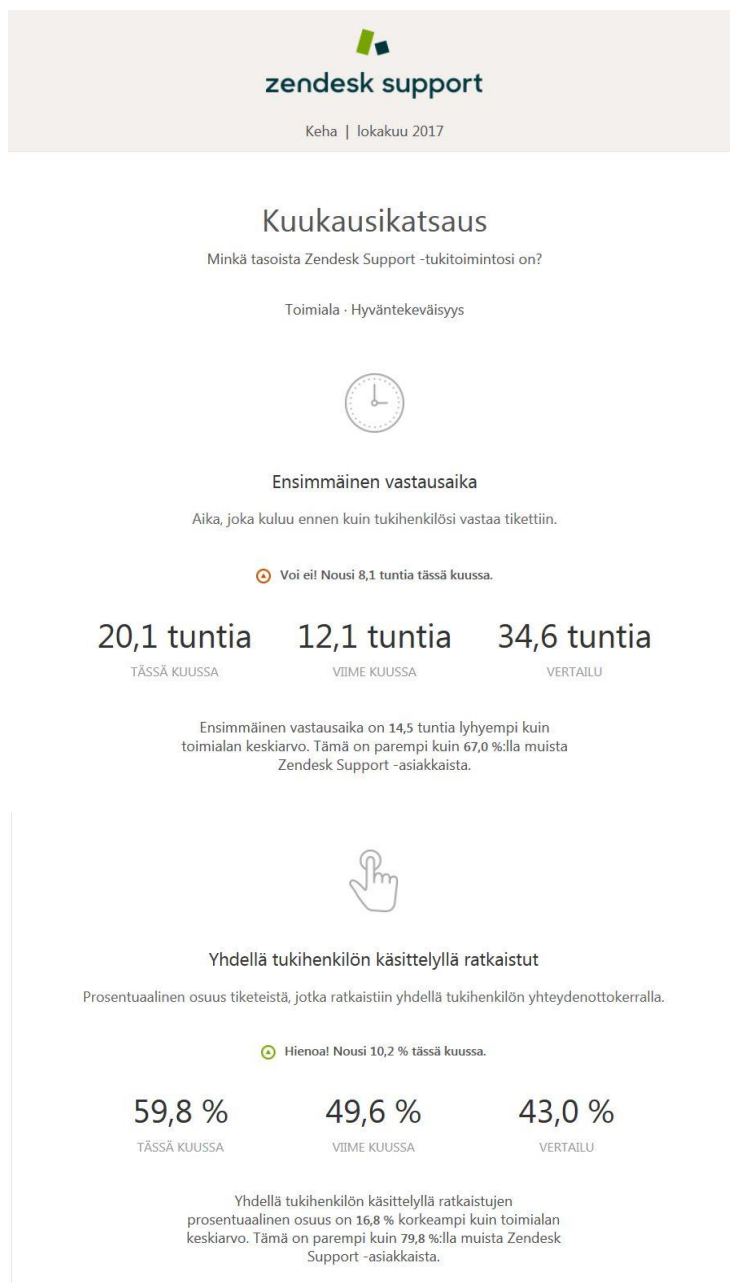 zendesk support
Keha | lokakuu 2017
Kuukausikatsaus
Minkä tasoista Zendesk Support -tukitoimintosi on?
Toimiala · Hyväntekeväisyys
Ensimmäinen vastausaika
Aika, joka kuluu ennen kuin tukihenkilösi vastaa tikettiin.
Voi ei! Nousi 8,1 tuntia tässä kuussa.
20,1 tuntia 12,1 tuntia 34,6 tuntia
TÄSSÄ KUUSSA VIIME KUUSSA VERTAILU
Ensimmäinen vastausaika on 14,5 tuntia lyhyempi kuin
toimialan keskiarvo. Tämä on parempi kuin 67,0 %:lla muista
Zendesk Support -asiakkaista.
Yhdellä tukihenkilön käsittelyllä ratkaistut
Prosentuaalinen osuus tiketeistä, jotka ratkaistiin yhdellä tukihenkilön yhteydenottokerralla.
Hienoa! Nousi 10,2 % tässä kuussa.
59,8 % 49,6 % 43,0 %
TÄSSÄ KUUSSA VIIME KUUSSA VERTAILU
Yhdellä tukihenkilön käsittelyllä ratkaistujen
prosentuaalinen osuus on 16,8 % korkeampi kuin toimialan
keskiarvo. Tämä on parempi kuin 79,8 %:lla muista Zendesk
Support -asiakkaista.